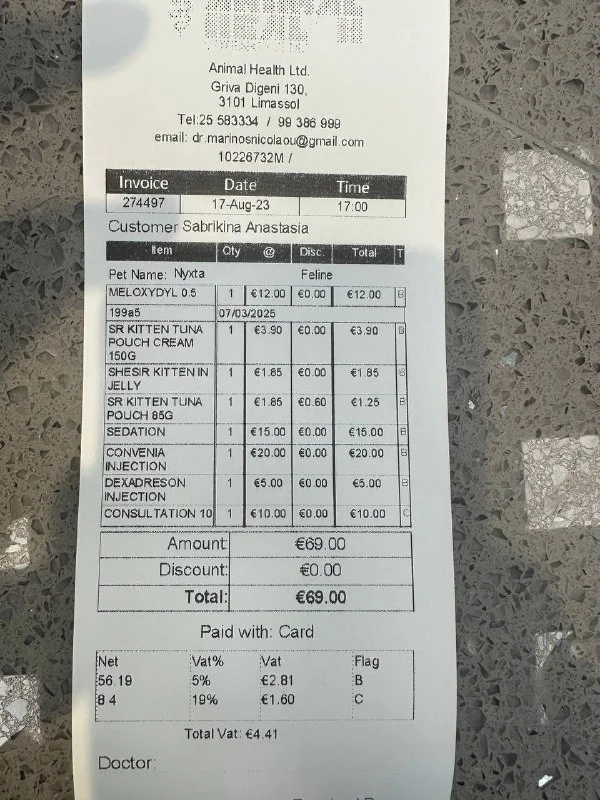 Animal Health Ltd.
Griva Digeni 130,
3101 Limassol
Tel:25 583334 / 99 386 999
email: dr.marinosnicolaou@gmail.com
10226732M /
Invoice Date Time
274497 17-Aug-23 17:00
Customer Sabrikina Anastasia
Item Qty @ Disc. Total T
Pet Name: Nyxta Feline
MELOXYDYL 0.5 1 €12.00 €0.00 €12.00 B
199a5 07/03/2025
SR KITTEN TUNA 1 €3.90 €0.00 €3.90 B
POUCH CREAM
150G
SHESIR KITTEN IN 1 €1.85 €0.00 €1.85 B
JELLY
SR KITTEN TUNA 1 €1.85 €0.60 €1.25 B
POUCH 85G
SEDATION 1 €15.00 €0.00 €15.00 B
CONVENIA 1 €20.00 €0.00 €20.00 B
INJECTION
DEXADRESON 1 €5.00 €0.00 €5.00 B
INJECTION
CONSULTATION 10 1 €10.00 €0.00 €10.00 C
Amount: €69.00
Discount: €0.00
Total: €69.00
Paid with: Card
Net Vat% Vat Flag
56.19 5% €2.81 B
8.4 19% €1.60 C
Total Vat: €4.41
Doctor: